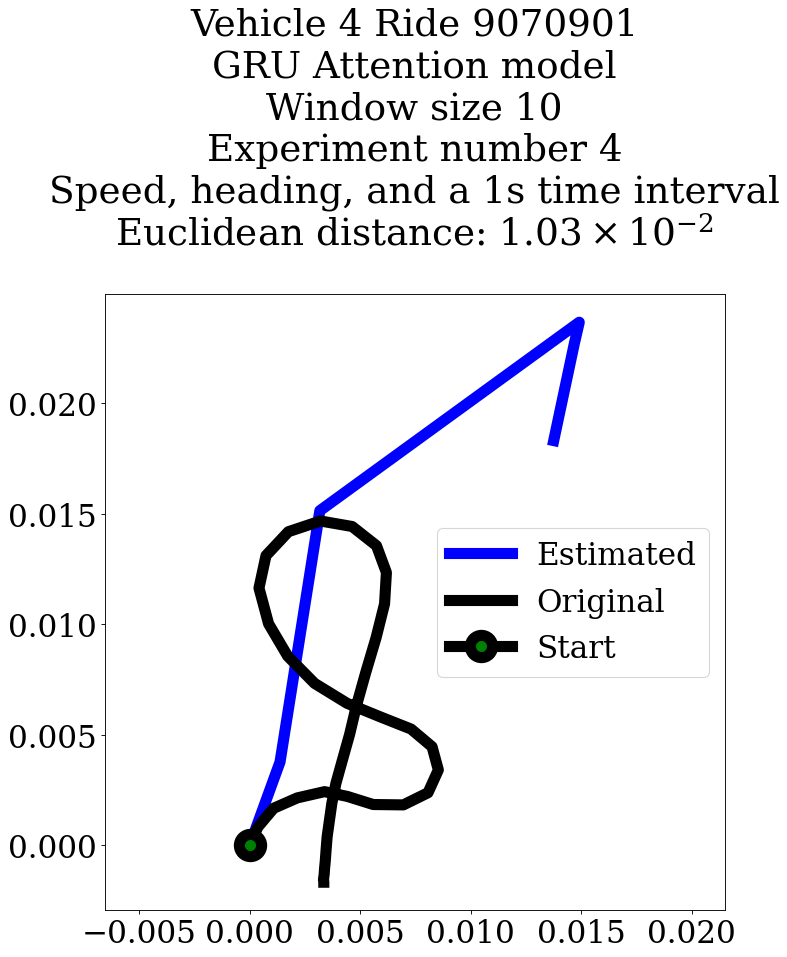 Vehicle 4 Ride 9070901
GRU Attention model
Window size 10
Experiment number 4
Speed, heading, and a 1s time interval
Euclidean distance: 1.03 × 10⁻²
0.020
0.015
0.010
0.005
0.000
Estimated
Original
Start
−0.005 0.000 0.005 0.010 0.015 0.020